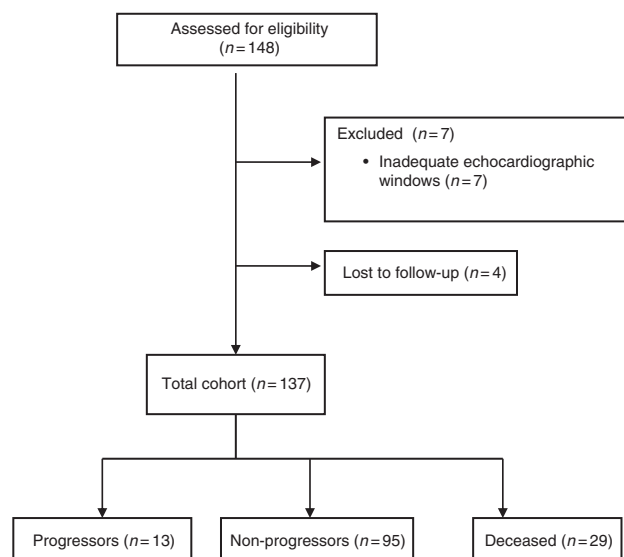 Assessed for eligibility
(n=148)
Excluded (n=7)
• Inadequate echocardiographic
windows (n=7)
Lost to follow-up (n=4)
Total cohort (n=137)
Progressors (n=13)
Non-progressors (n=95)
Deceased (n=29)